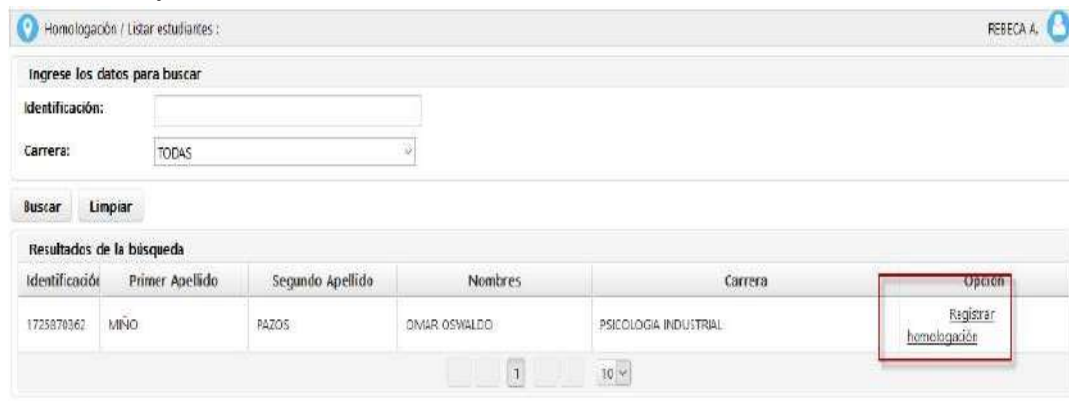 Homologación / Listar estudiantes : REBECA A.
Ingrese los datos para buscar
Identificación:
Carrera: TODAS
Buscar Limpiar
Resultados de la búsqueda
Identificación Primer Apellido Segundo Apellido Nombres Carrera Opción
1725870362 MIÑO PAZOS OMAR OSWALDO PSICOLOGIA INDUSTRIAL Registrar
homologación
1 10